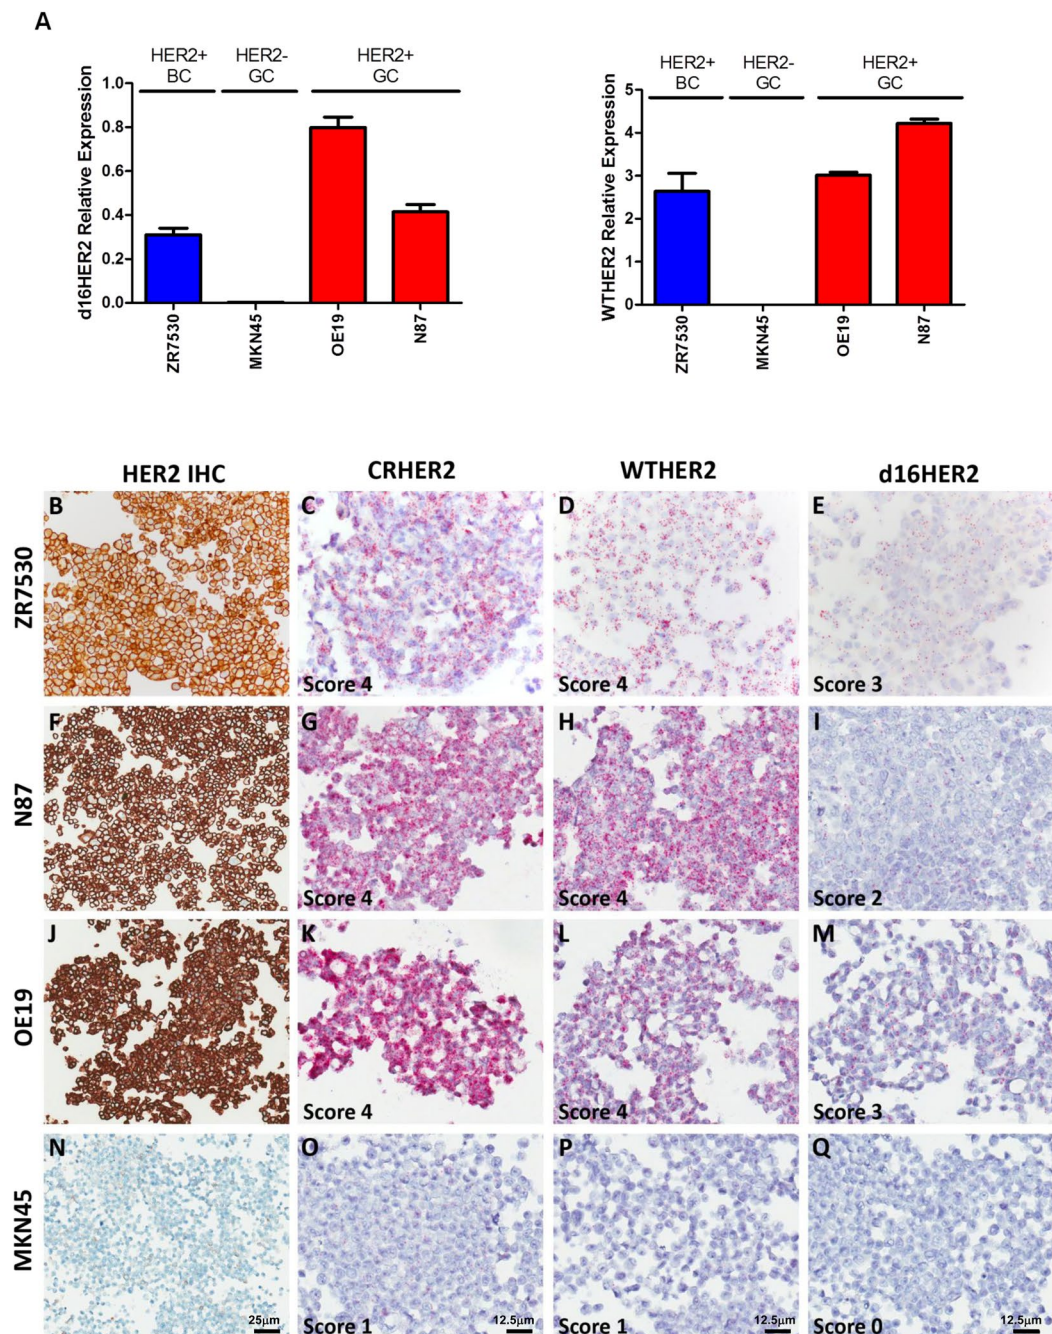 A
HER2+ BC
HER2- GC
HER2+ GC
d16HER2 Relative Expression
1.0
0.8
0.6
0.4
0.2
0.0
ZR7530
MKN45
OE19
N87
HER2+ BC
HER2- GC
HER2+ GC
WTHER2 Relative Expression
5
4
3
2
1
0
ZR7530
MKN45
OE19
N87
HER2 IHC
CRHER2
WTHER2
d16HER2
ZR7530
B
C
Score 4
D
Score 4
E
Score 3
N87
F
G
Score 4
H
Score 4
I
Score 2
OE19
J
K
Score 4
L
Score 4
M
Score 3
MKN45
N
25µm
O
Score 1
12.5µm
P
Score 1
12.5µm
Q
Score 0
12.5µm